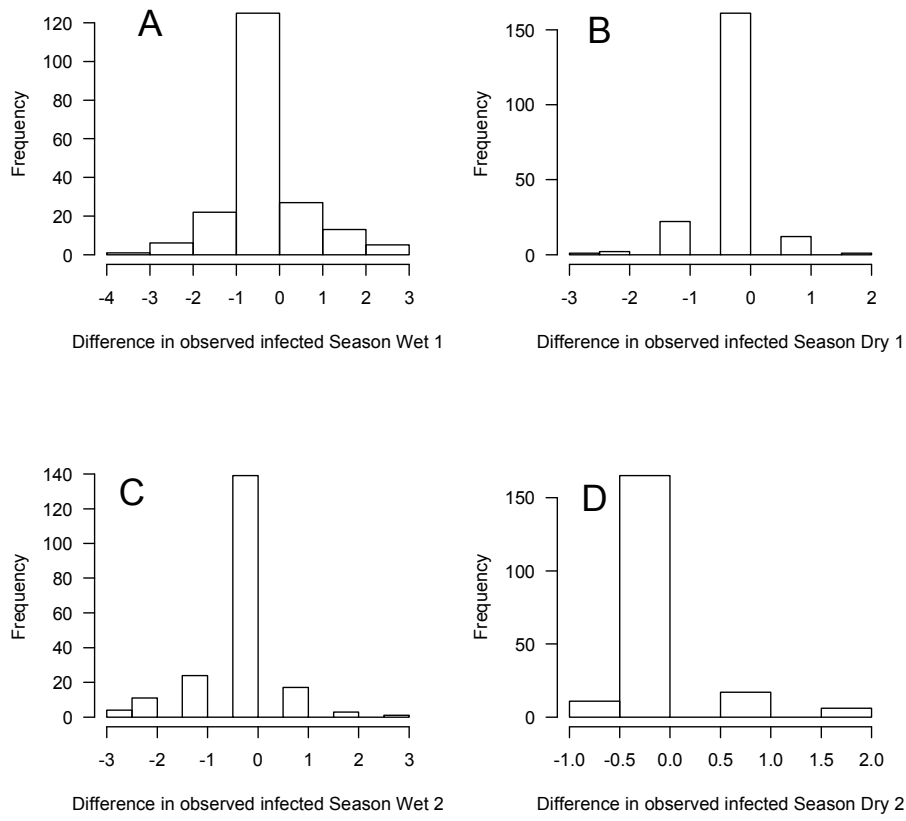 A
Frequency
120
100
80
60
40
20
0
-4 -3 -2 -1 0 1 2 3
Difference in observed infected Season Wet 1
B
Frequency
150
100
50
0
-3 -2 -1 0 1 2
Difference in observed infected Season Dry 1
C
Frequency
140
120
100
80
60
40
20
0
-3 -2 -1 0 1 2 3
Difference in observed infected Season Wet 2
D
Frequency
150
100
50
0
-1.0 -0.5 0.0 0.5 1.0 1.5 2.0
Difference in observed infected Season Dry 2